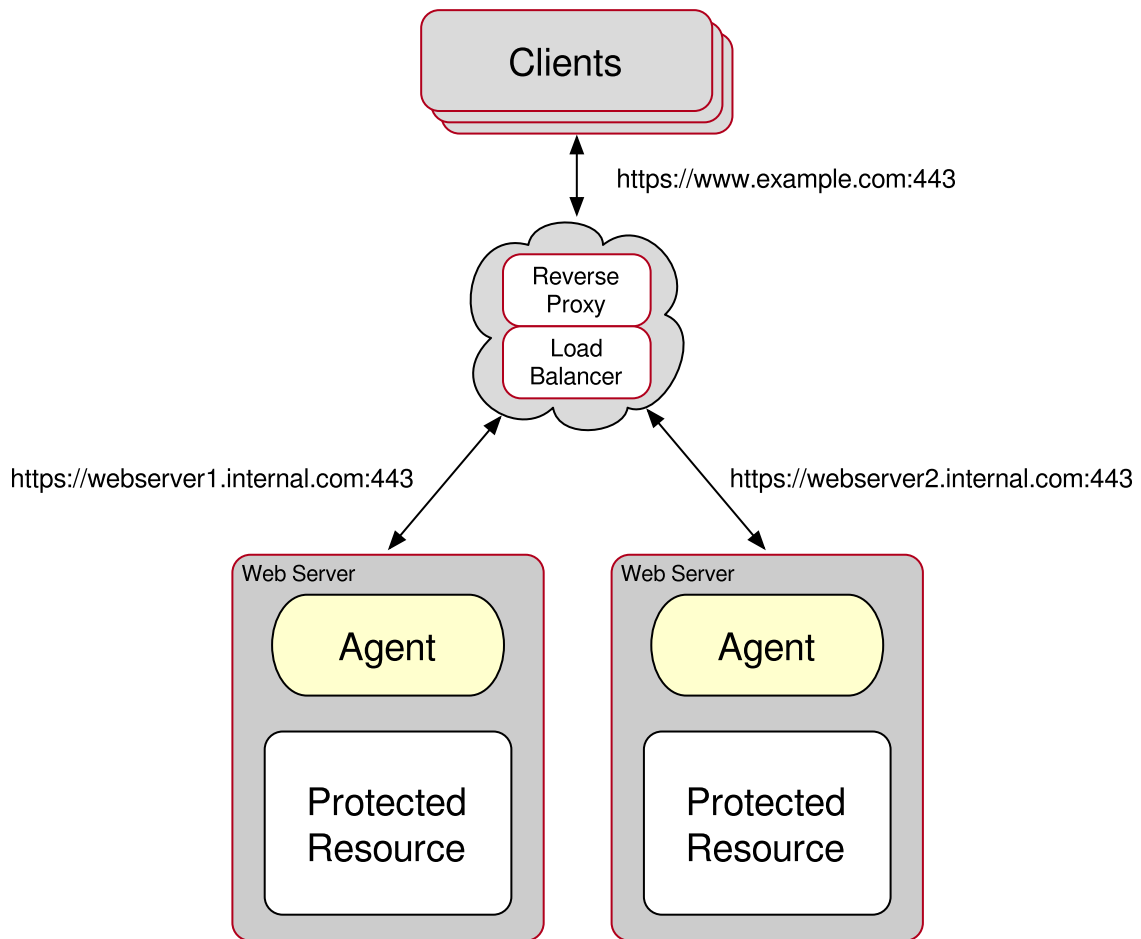 Clients
https://www.example.com:443
Reverse
Proxy
Load
Balancer
https://webserver1.internal.com:443
https://webserver2.internal.com:443
Web Server
Agent
Protected
Resource
Web Server
Agent
Protected
Resource